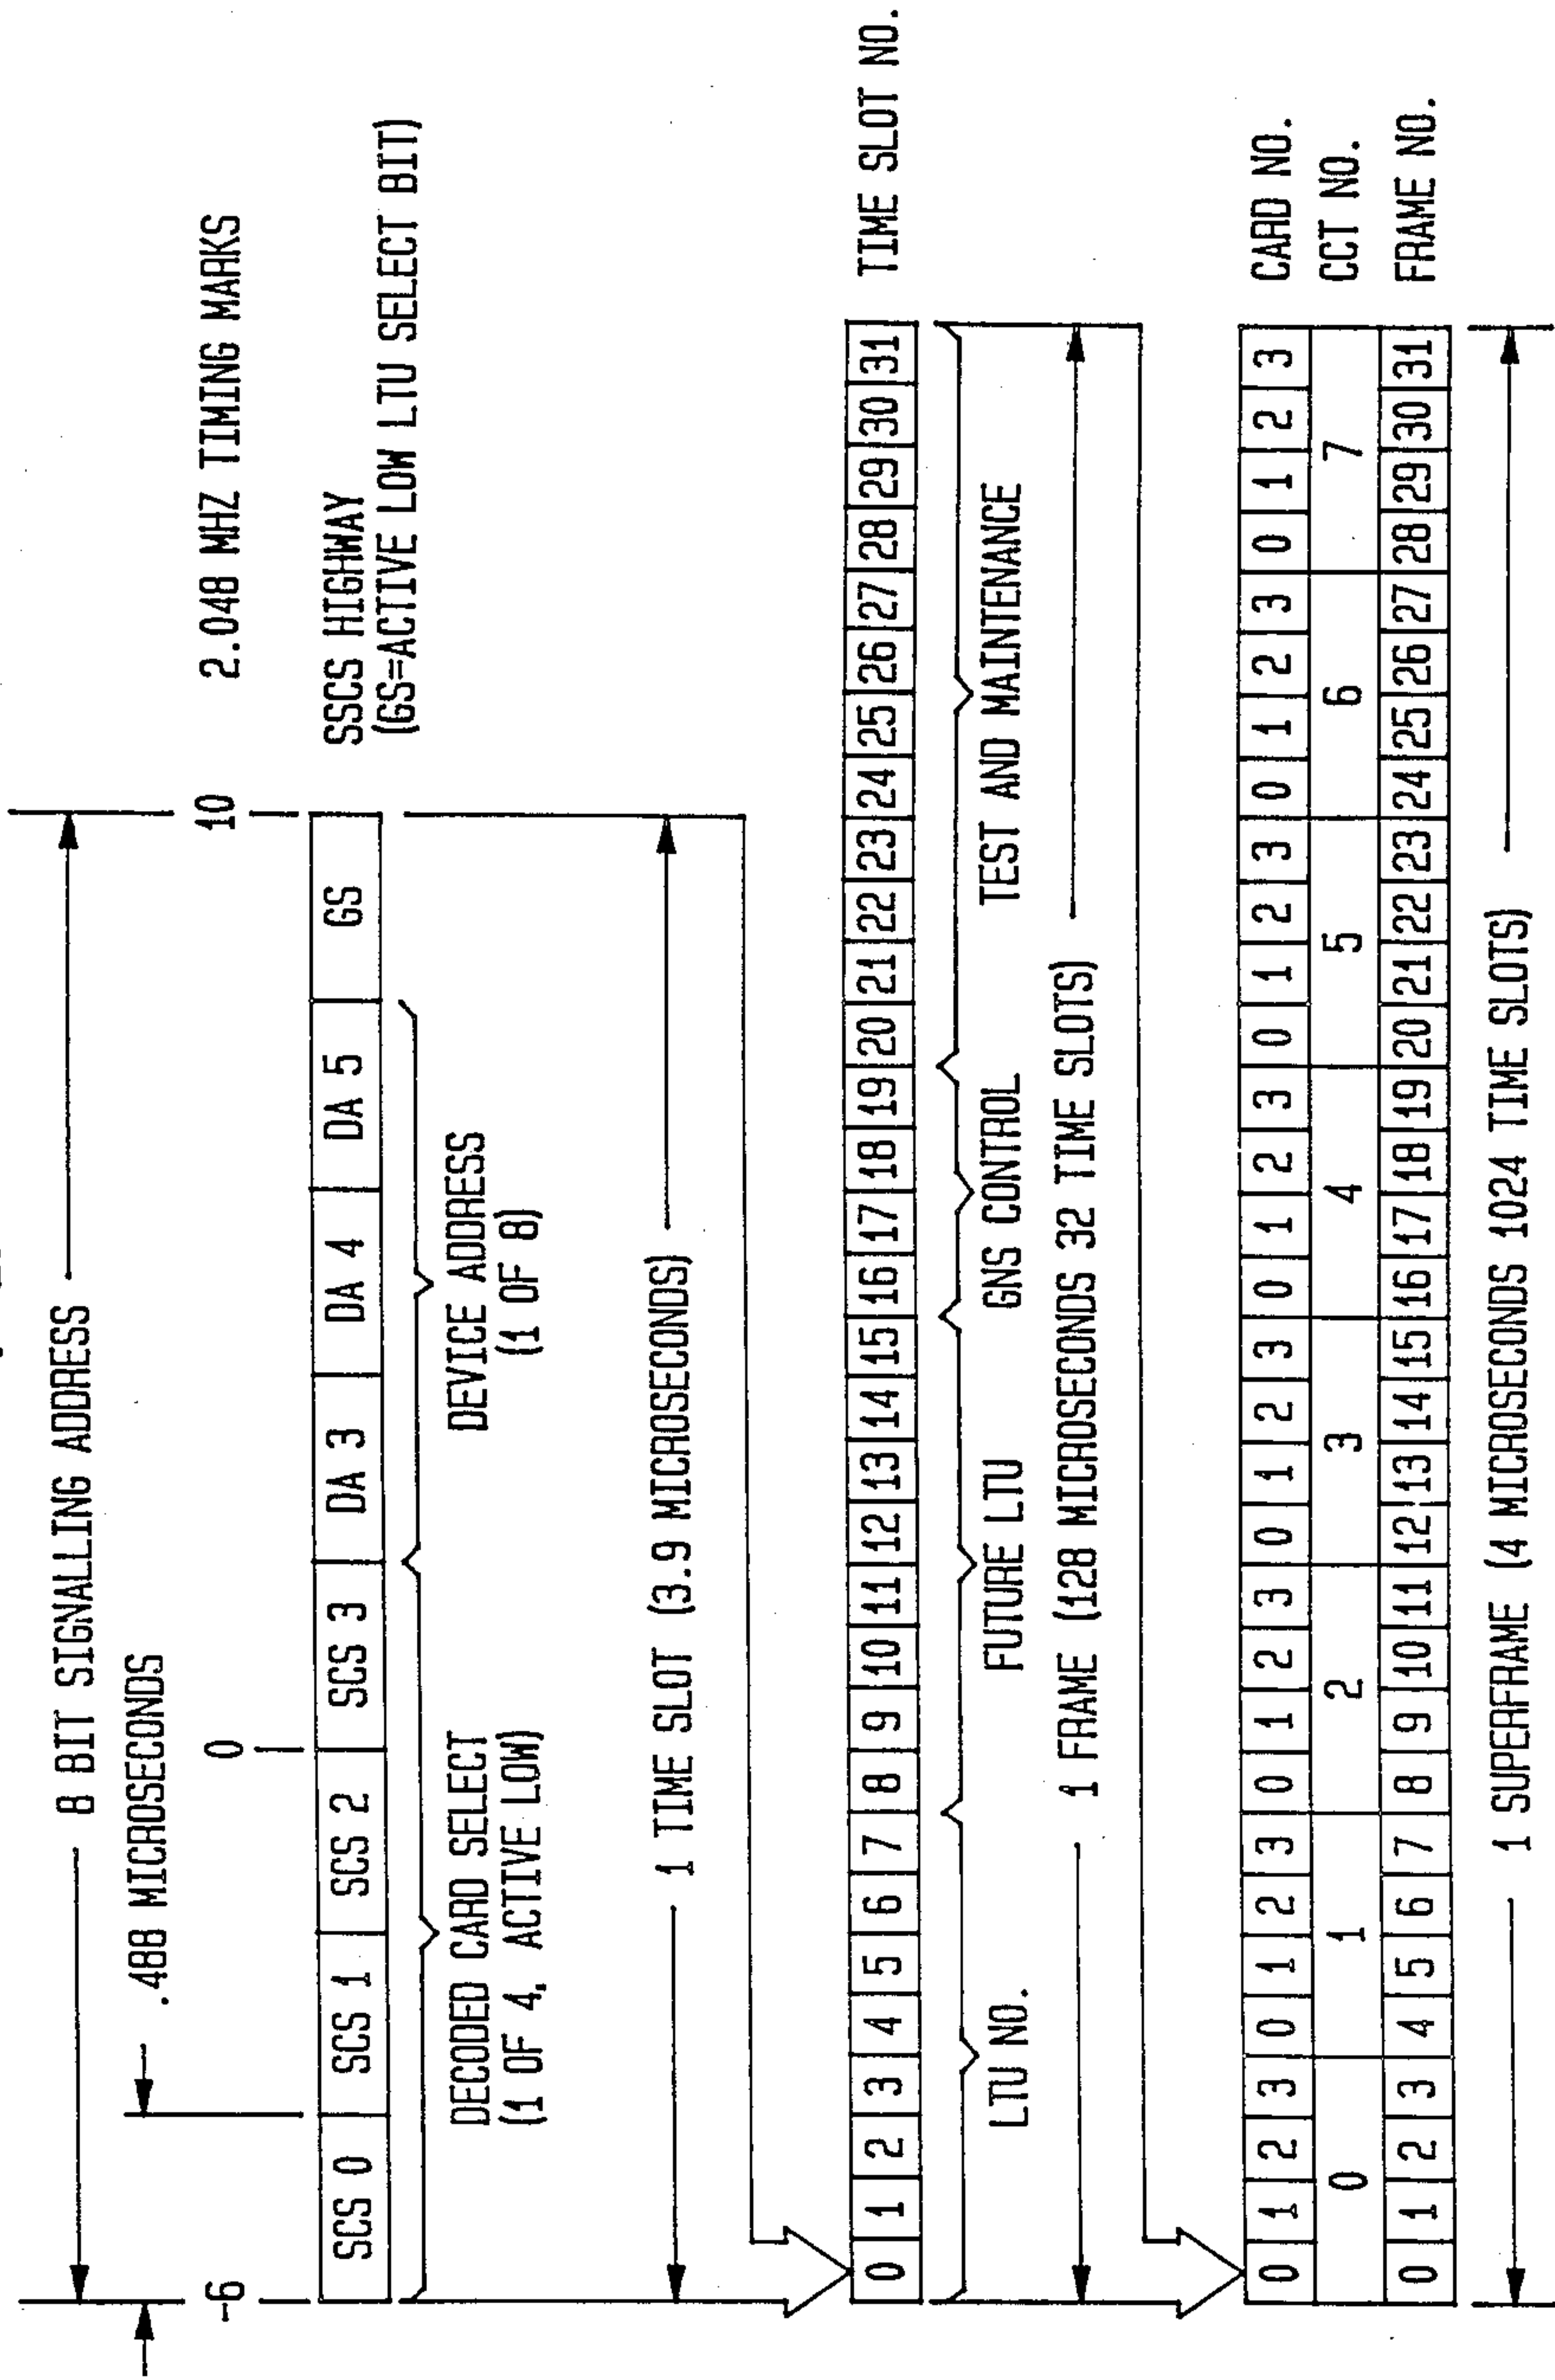 8 BIT SIGNALLING ADDRESS
.488 MICROSECONDS
-6 0 10 2.048 MHZ TIMING MARKS
SCS 0 SCS 1 SCS 2 SCS 3 DA 3 DA 4 DA 5 GS
SSCS HIGHWAY
(GS=ACTIVE LOW LTU SELECT BIT)
DECODED CARD SELECT
(1 OF 4, ACTIVE LOW)
DEVICE ADDRESS
(1 OF 8)
1 TIME SLOT (3.9 MICROSECONDS)
0 1 2 3 4 5 6 7 8 9 10 11 12 13 14 15 16 17 18 19 20 21 22 23 24 25 26 27 28 29 30 31 TIME SLOT NO.
LTU NO. FUTURE LTU GNS CONTROL TEST AND MAINTENANCE
1 FRAME (128 MICROSECONDS 32 TIME SLOTS)
0 1 2 3 0 1 2 3 0 1 2 3 0 1 2 3 0 1 2 3 0 1 2 3 0 1 2 3 0 1 2 3 CARD NO.
0 1 2 3 4 5 6 7 CCT NO.
0 1 2 3 4 5 6 7 8 9 10 11 12 13 14 15 16 17 18 19 20 21 22 23 24 25 26 27 28 29 30 31 FRAME NO.
1 SUPERFRAME (4 MICROSECONDS 1024 TIME SLOTS)